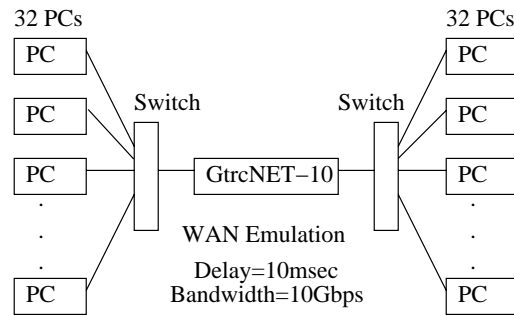 32 PCs
32 PCs
PC
PC
PC
PC
Switch
Switch
PC
PC
PC
PC
GtrcNET−10
WAN Emulation
Delay=10msec
Bandwidth=10Gbps